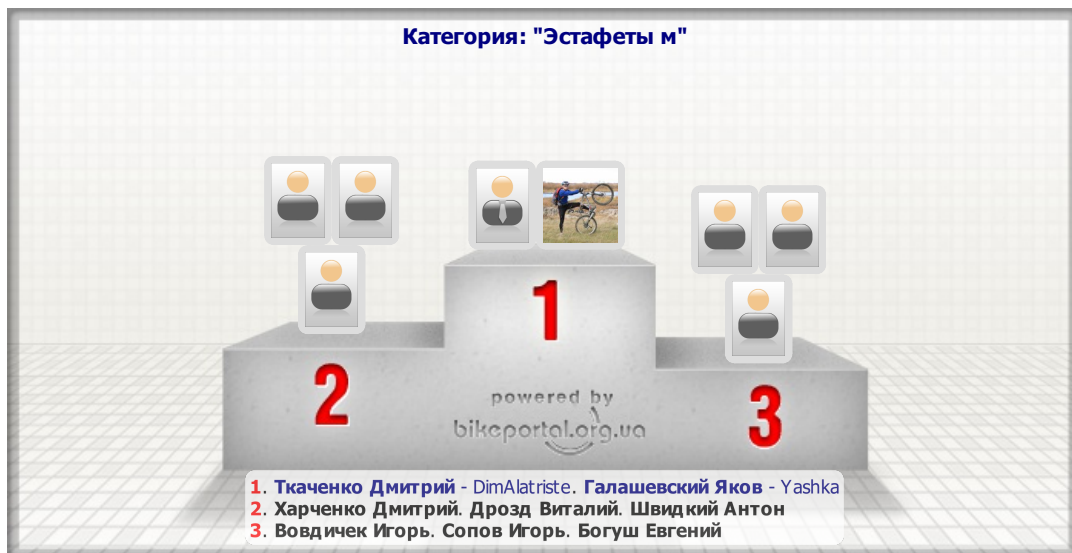 Категория: "Эстафеты м"
1
2
3
powered by
bikeportal.org.ua
1. Ткаченко Дмитрий - DimAlatriste. Галашевский Яков - Yashka
2. Харченко Дмитрий. Дрозд Виталий. Швидкий Антон
3. Вовдичек Игорь. Сопов Игорь. Богуш Евгений